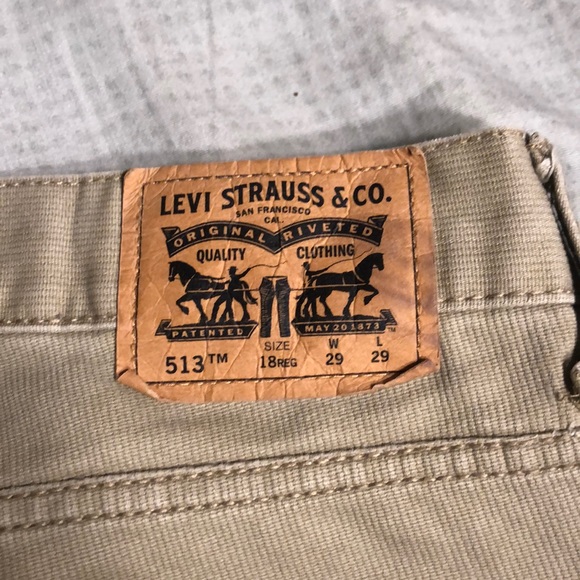 LEVI STRAUSS & CO.
SAN FRANCISCO
CAL.
ORIGINAL RIVETED
QUALITY CLOTHING
PATENTED MAY 20 1873 ™
SIZE W L
513™ 18REG 29 29